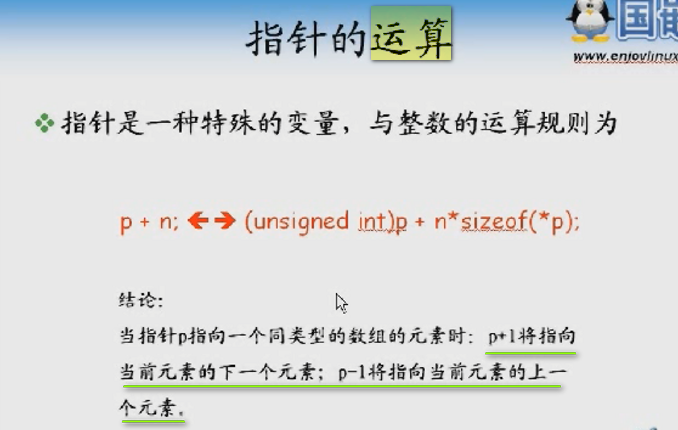 指针的运算
国嵌
www.enjoylinux
指针是一种特殊的变量，与整数的运算规则为
p + n; ←→ (unsigned int)p + n*sizeof(*p);
结论：
当指针p指向一个同类型的数组的元素时：p+1将指向
当前元素的下一个元素；p-1将指向当前元素的上一
个元素。